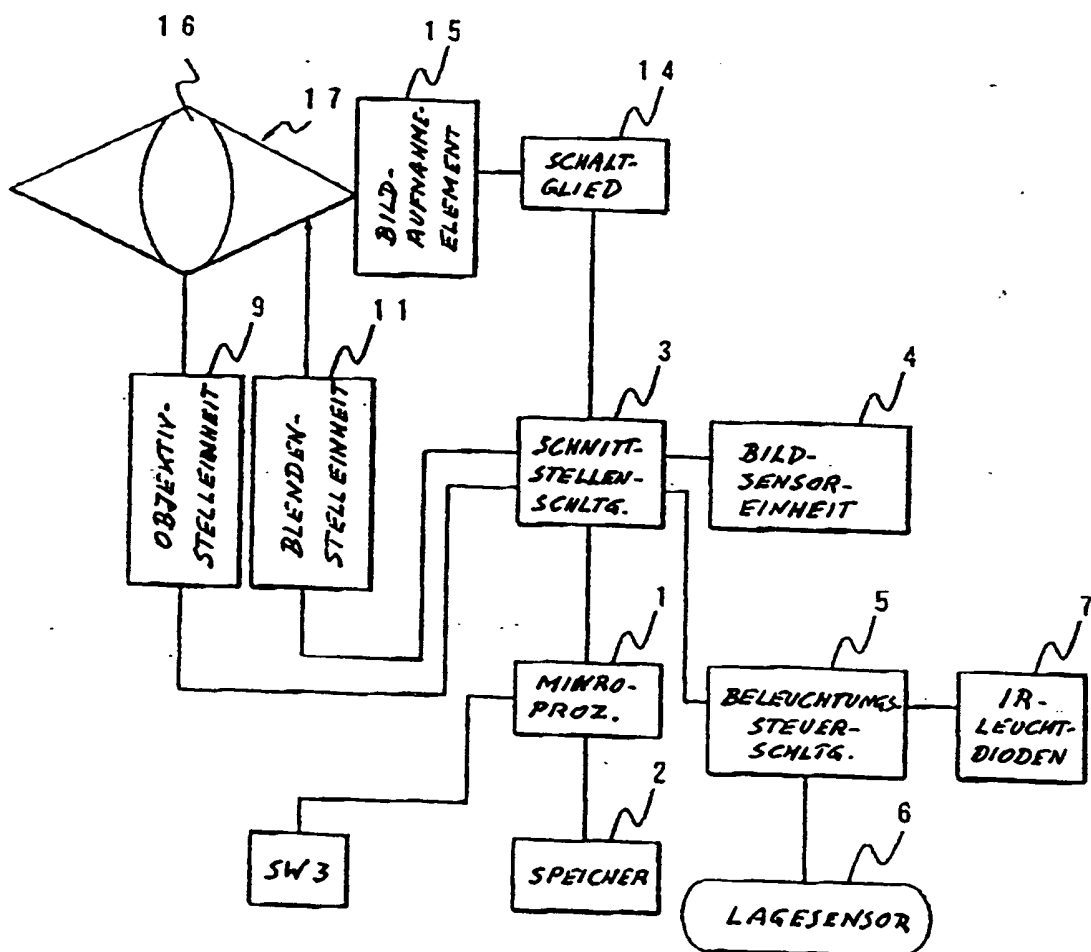 16
17
15
BILD-
AUFNAHME-
ELEMENT
14
SCHALT-
GLIED
9
OBJEKTIV-
STELLEINHEIT
11
BLENDEN-
STELLEINHEIT
3
SCHNITT-
STELLEN-
SCHLTG.
4
BILD-
SENSOR-
EINHEIT
1
MIKRO-
PROZ.
5
BELEUCHTUNGS-
STEUER-
SCHLTG.
7
IR-
LEUCHT-
DIODEN
SW3
2
SPEICHER
6
LAGESENSOR